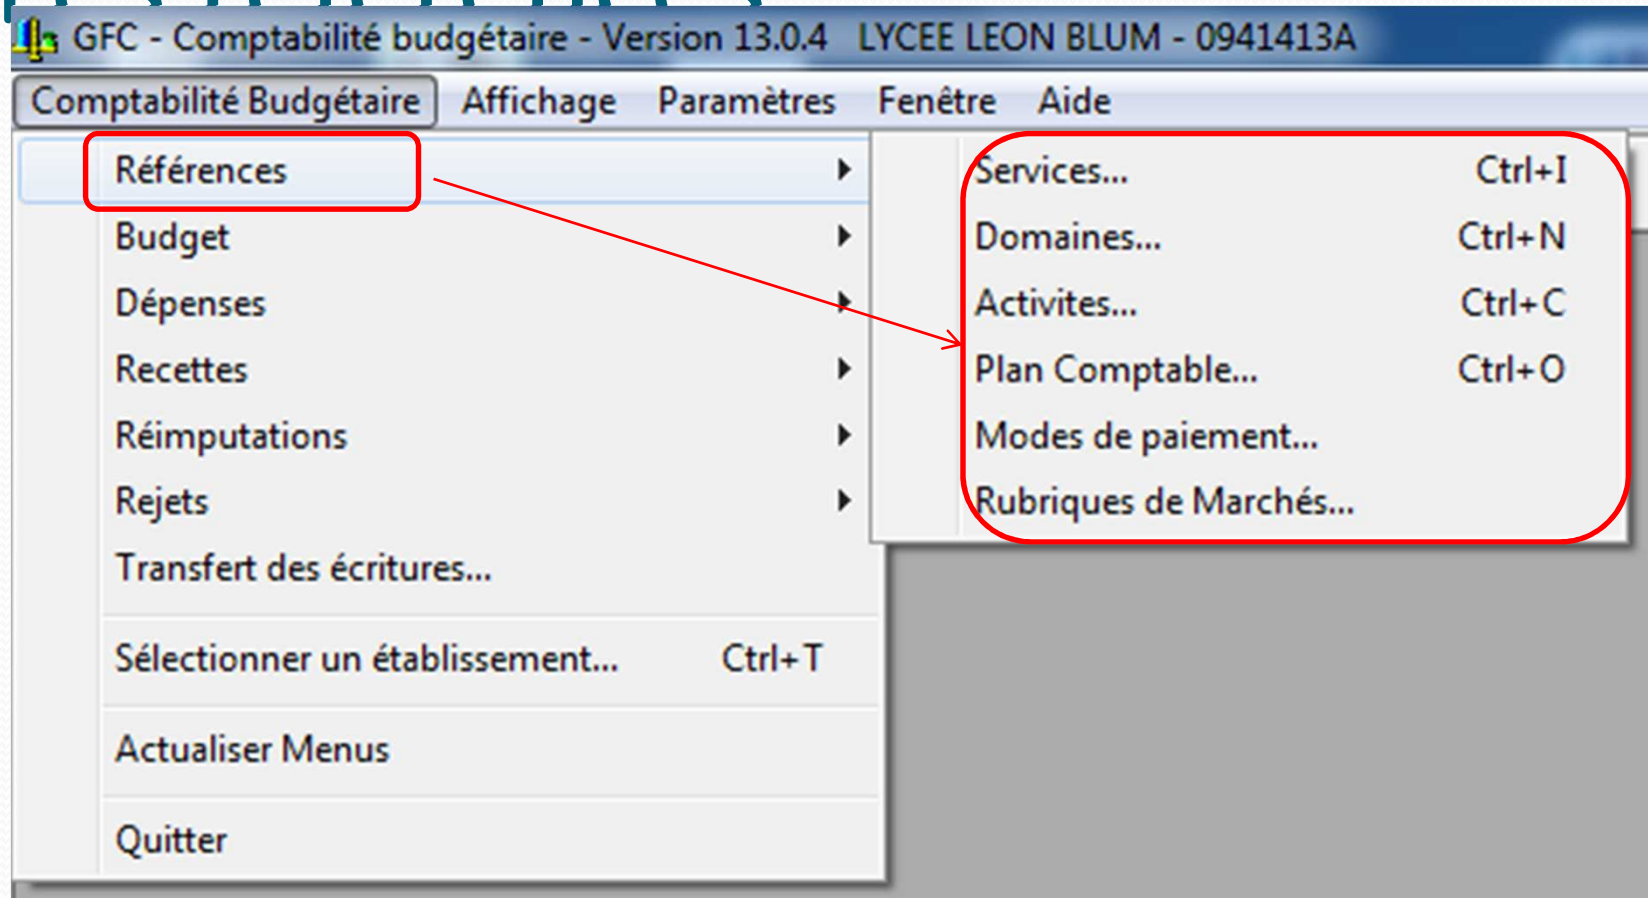 GFC - Comptabilité budgétaire - Version 13.0.4 LYCEE LEON BLUM - 0941413A
Comptabilité Budgétaire Affichage Paramètres Fenêtre Aide
Références
Budget
Dépenses
Recettes
Réimputations
Rejets
Transfert des écritures...
Sélectionner un établissement... Ctrl+T
Actualiser Menus
Quitter
Services... Ctrl+I
Domaines... Ctrl+N
Activites... Ctrl+C
Plan Comptable... Ctrl+O
Modes de paiement...
Rubriques de Marchés...